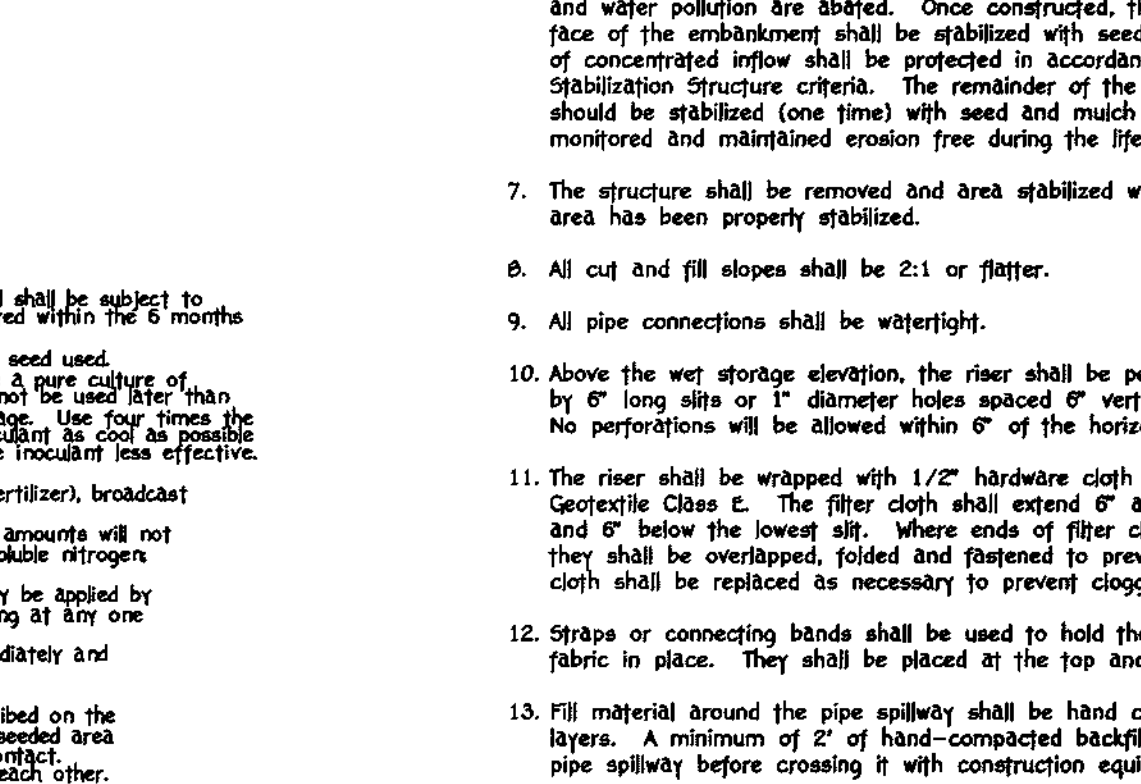 l shall be subject to
red within the 6 months
seed used.
a pure culture of
not be used later than
age. Use four times the
culant as cool as possible
e inoculant less effective.
ertilizer), broadcast
amounts will not
oluble nitrogen
y be applied by
ng at any one
diately and
ibed on the
seeded area
ontact.
each other.
and water pollution are abated. Once constructed, th
face of the embankment shall be stabilized with seed
of concentrated inflow shall be protected in accordan
Stabilization Structure criteria. The remainder of the
should be stabilized (one time) with seed and mulch
monitored and maintained erosion free during the life
7. The structure shall be removed and area stabilized w
area has been properly stabilized.
8. All cut and fill slopes shall be 2:1 or flatter.
9. All pipe connections shall be watertight.
10. Above the wet storage elevation, the riser shall be pe
by 6" long slits or 1" diameter holes spaced 6" vert
No perforations will be allowed within 6" of the horiz
11. The riser shall be wrapped with 1/2" hardware cloth
Geotextile Class E. The filter cloth shall extend 6" a
and 6" below the lowest slit. Where ends of filter cl
they shall be overlapped, folded and fastened to prev
cloth shall be replaced as necessary to prevent clogg
12. Straps or connecting bands shall be used to hold the
fabric in place. They shall be placed at the top and
13. Fill material around the pipe spillway shall be hand c
layers. A minimum of 2' of hand-compacted backfil
pipe spillway before crossing it with construction equi